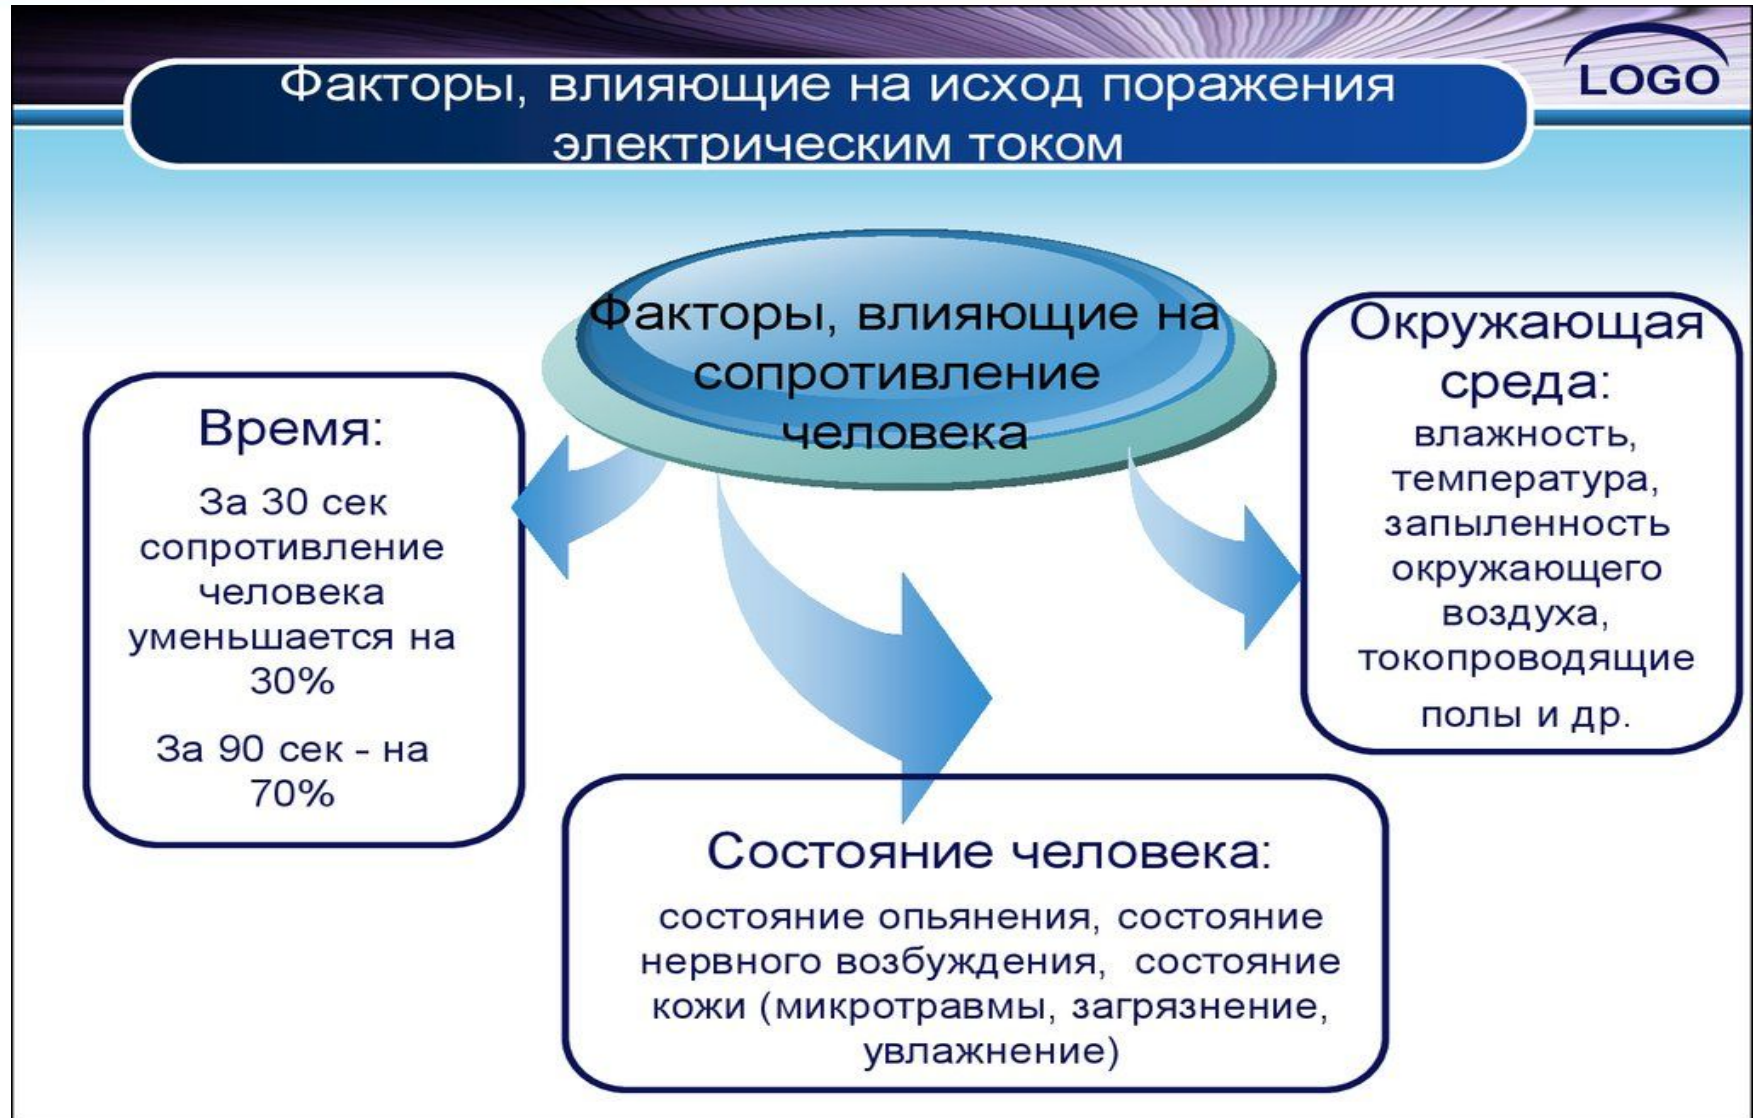 Факторы, влияющие на исход поражения
электрическим током
LOGO
Факторы, влияющие на
сопротивление
человека
Время:
За 30 сек
сопротивление
человека
уменьшается на
30%
За 90 сек - на
70%
Состояние человека:
состояние опьянения, состояние
нервного возбуждения,  состояние
кожи (микротравмы, загрязнение,
увлажнение)
Окружающая
среда:
влажность,
температура,
запыленность
окружающего
воздуха,
токопроводящие
полы и др.